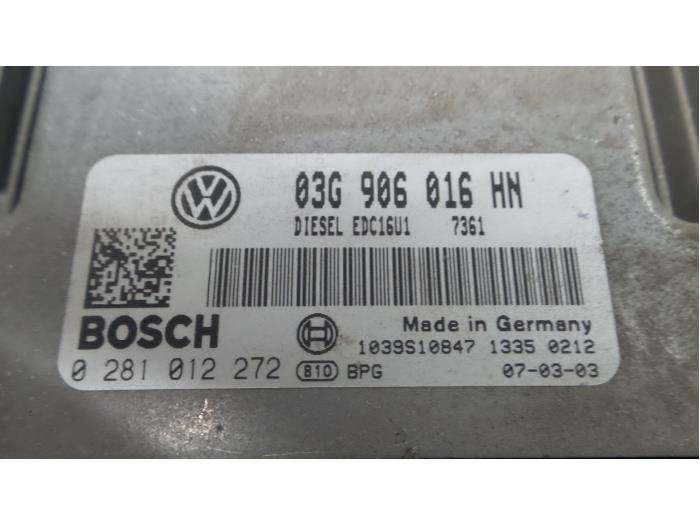 03G 906 016 HN
DIESEL EDC16U1 7361
BOSCH
Made in Germany
1039S10847 1335 0212
0 281 012 272 810 BPG 07-03-03